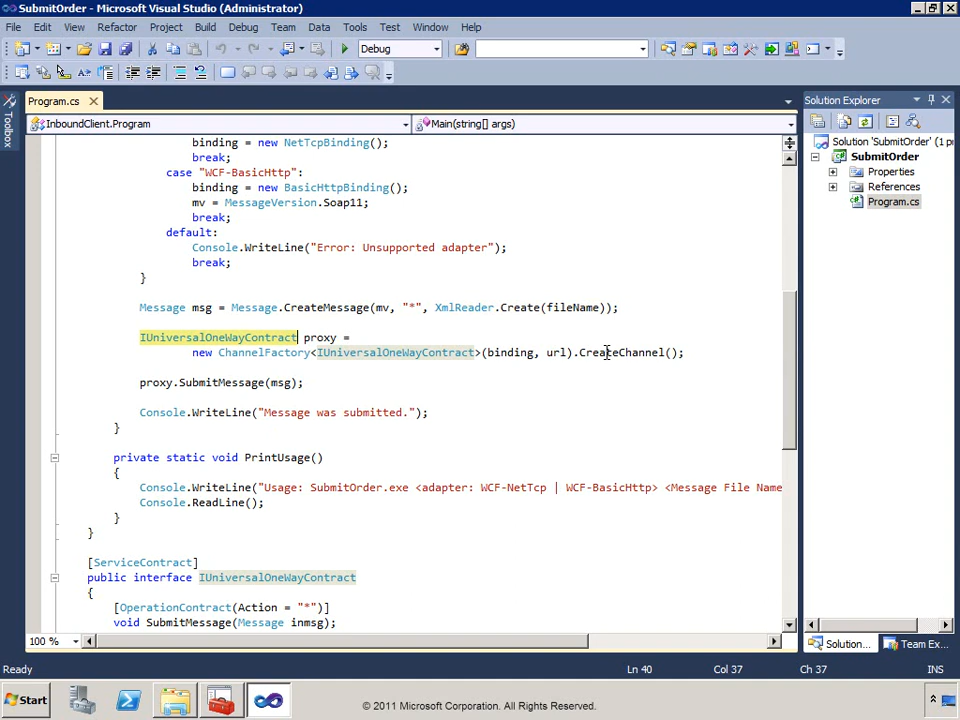 SubmitOrder - Microsoft Visual Studio (Administrator)
File Edit View Refactor Project Build Debug Team Data Tools Test Window Help
Debug
Toolbox
Program.cs
InboundClient.Program
Main(string[] args)
binding = new NetTcpBinding();
break;
case "WCF-BasicHttp":
binding = new BasicHttpBinding();
mv = MessageVersion.Soap11;
break;
default:
Console.WriteLine("Error: Unsupported adapter");
break;
}
Message msg = Message.CreateMessage(mv, "*", XmlReader.Create(fileName));
IUniversalOneWayContract proxy =
new ChannelFactory<IUniversalOneWayContract>(binding, url).CreateChannel();
proxy.SubmitMessage(msg);
Console.WriteLine("Message was submitted.");
}
private static void PrintUsage()
{
Console.WriteLine("Usage: SubmitOrder.exe <adapter: WCF-NetTcp | WCF-BasicHttp> <Message File Name
Console.ReadLine();
}
}
[ServiceContract]
public interface IUniversalOneWayContract
{
[OperationContract(Action = "*")]
void SubmitMessage(Message inmsg);
100 %
Solution Explorer
Solution 'SubmitOrder' (1 p
SubmitOrder
Properties
References
Program.cs
Solution...
Team Ex...
Ready
Ln 40
Col 37
Ch 37
INS
Start
© 2011 Microsoft Corporation. All Rights Reserved.